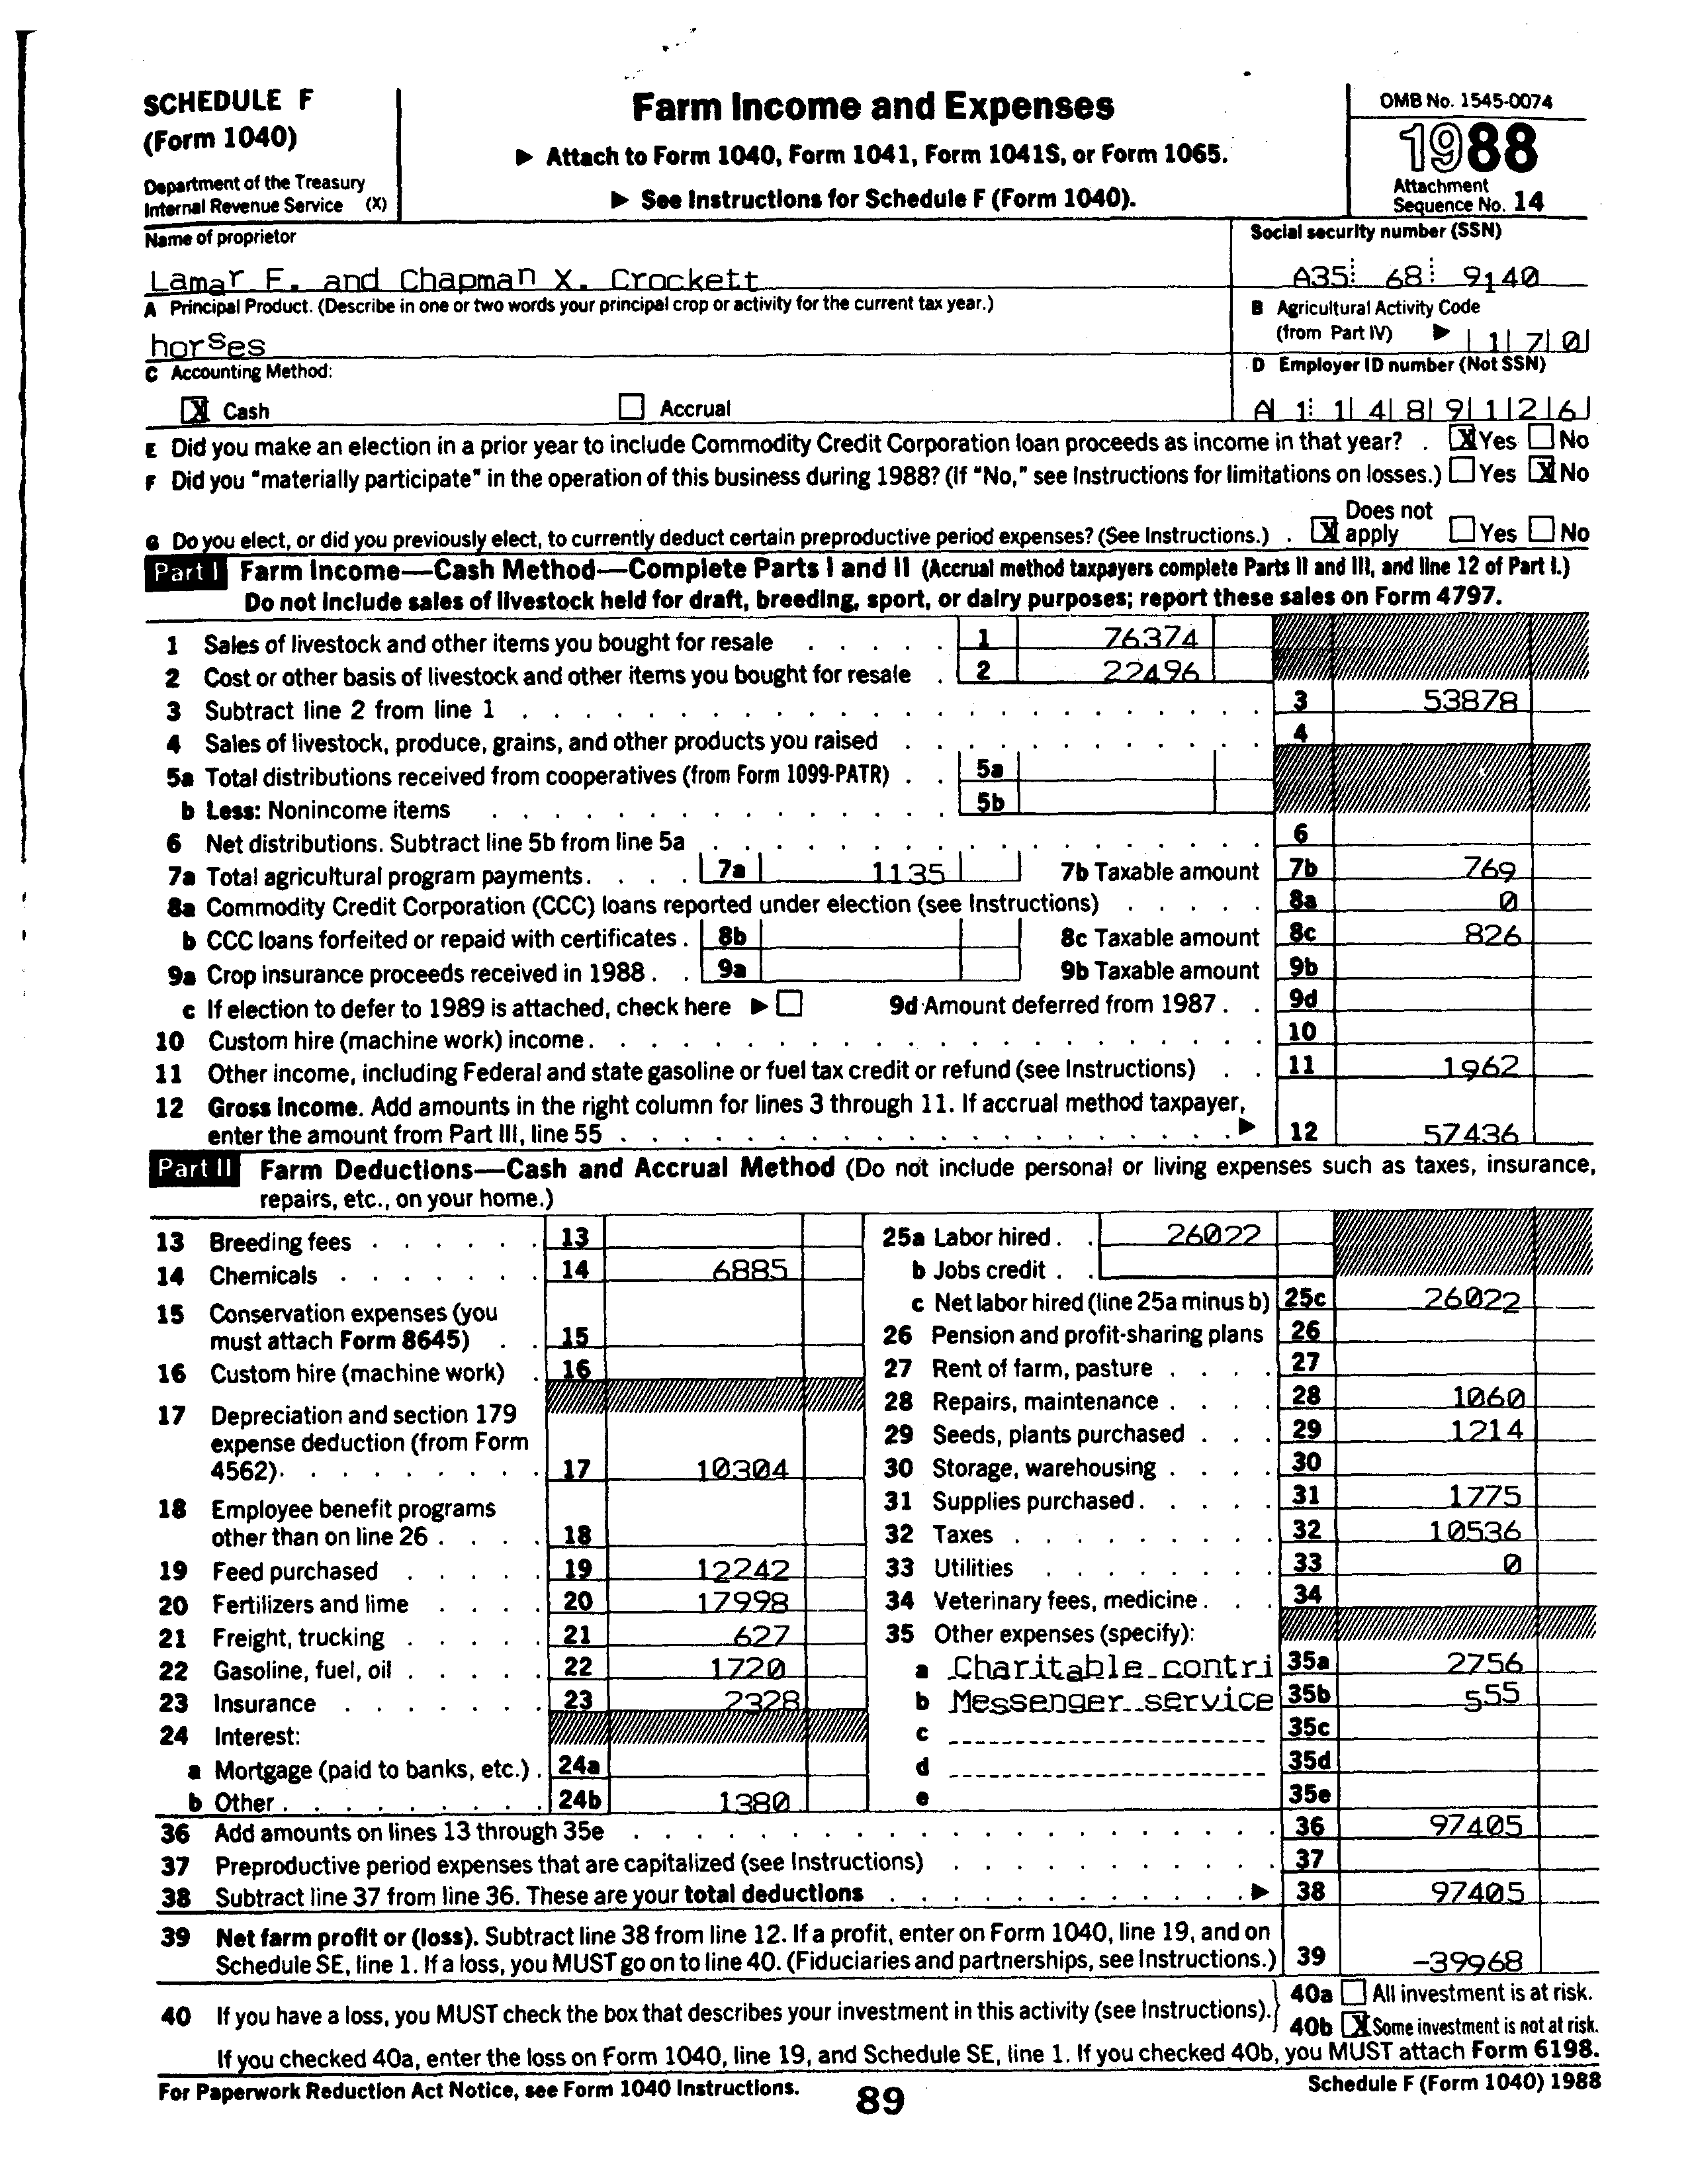 SCHEDULE F
(Form 1040)
Department of the Treasury
Internal Revenue Service (X)
Farm Income and Expenses
▶ Attach to Form 1040, Form 1041, Form 1041S, or Form 1065.
▶ See Instructions for Schedule F (Form 1040).
OMB No. 1545-0074
1988
Attachment
Sequence No. 14
Name of proprietor
Lamar F. and Chapman X. Crockett
Social security number (SSN)
A35 68 9140
A Principal Product. (Describe in one or two words your principal crop or activity for the current tax year.)
horses
B Agricultural Activity Code
(from Part IV) ▶ 1 7 0
C Accounting Method:
X Cash Accrual
D Employer ID number (Not SSN)
A 1 1 4 8 9 1 2 6
E Did you make an election in a prior year to include Commodity Credit Corporation loan proceeds as income in that year? . X Yes No
F Did you "materially participate" in the operation of this business during 1988? (If "No," see Instructions for limitations on losses.) Yes X No
G Do you elect, or did you previously elect, to currently deduct certain preproductive period expenses? (See Instructions.) . X Does not apply Yes No
Part I Farm Income—Cash Method—Complete Parts I and II (Accrual method taxpayers complete Parts II and III, and line 12 of Part I.)
Do not include sales of livestock held for draft, breeding, sport, or dairy purposes; report these sales on Form 4797.
1 Sales of livestock and other items you bought for resale 1 76374
2 Cost or other basis of livestock and other items you bought for resale 2 22496
3 Subtract line 2 from line 1 3 53878
4 Sales of livestock, produce, grains, and other products you raised 4
5a Total distributions received from cooperatives (from Form 1099-PATR) 5a
b Less: Nonincome items 5b
6 Net distributions. Subtract line 5b from line 5a 6
7a Total agricultural program payments. 7a 1135 7b Taxable amount 7b 769
8a Commodity Credit Corporation (CCC) loans reported under election (see Instructions) 8a 0
b CCC loans forfeited or repaid with certificates. 8b 8c Taxable amount 8c 826
9a Crop insurance proceeds received in 1988. 9a 9b Taxable amount 9b
c If election to defer to 1989 is attached, check here ▶ 9d Amount deferred from 1987. 9d
10 Custom hire (machine work) income. 10
11 Other income, including Federal and state gasoline or fuel tax credit or refund (see Instructions) 11 1962
12 Gross income. Add amounts in the right column for lines 3 through 11. If accrual method taxpayer,
enter the amount from Part III, line 55 ▶ 12 57436
Part II Farm Deductions—Cash and Accrual Method (Do not include personal or living expenses such as taxes, insurance,
repairs, etc., on your home.)
13 Breeding fees 13
14 Chemicals 14 6885
15 Conservation expenses (you
must attach Form 8645) 15
16 Custom hire (machine work) 16
17 Depreciation and section 179
expense deduction (from Form
4562). 17 10304
18 Employee benefit programs
other than on line 26 18
19 Feed purchased 19 12242
20 Fertilizers and lime 20 17998
21 Freight, trucking 21 627
22 Gasoline, fuel, oil 22 1720
23 Insurance 23 2328
24 Interest:
a Mortgage (paid to banks, etc.) 24a
b Other 24b 1380
25a Labor hired 26022
b Jobs credit
c Net labor hired (line 25a minus b) 25c 26022
26 Pension and profit-sharing plans 26
27 Rent of farm, pasture 27
28 Repairs, maintenance 28 1060
29 Seeds, plants purchased 29 1214
30 Storage, warehousing 30
31 Supplies purchased 31 1775
32 Taxes 32 10536
33 Utilities 33 0
34 Veterinary fees, medicine 34
35 Other expenses (specify):
a Charitable contri 35a 2756
b Messenger service 35b 555
c 35c
d 35d
e 35e
36 Add amounts on lines 13 through 35e 36 97405
37 Preproductive period expenses that are capitalized (see Instructions) 37
38 Subtract line 37 from line 36. These are your total deductions ▶ 38 97405
39 Net farm profit or (loss). Subtract line 38 from line 12. If a profit, enter on Form 1040, line 19, and on
Schedule SE, line 1. If a loss, you MUST go on to line 40. (Fiduciaries and partnerships, see Instructions.) 39 -39968
40 If you have a loss, you MUST check the box that describes your investment in this activity (see Instructions).
40a All investment is at risk.
40b X Some investment is not at risk.
If you checked 40a, enter the loss on Form 1040, line 19, and Schedule SE, line 1. If you checked 40b, you MUST attach Form 6198.
For Paperwork Reduction Act Notice, see Form 1040 Instructions.
89
Schedule F (Form 1040) 1988